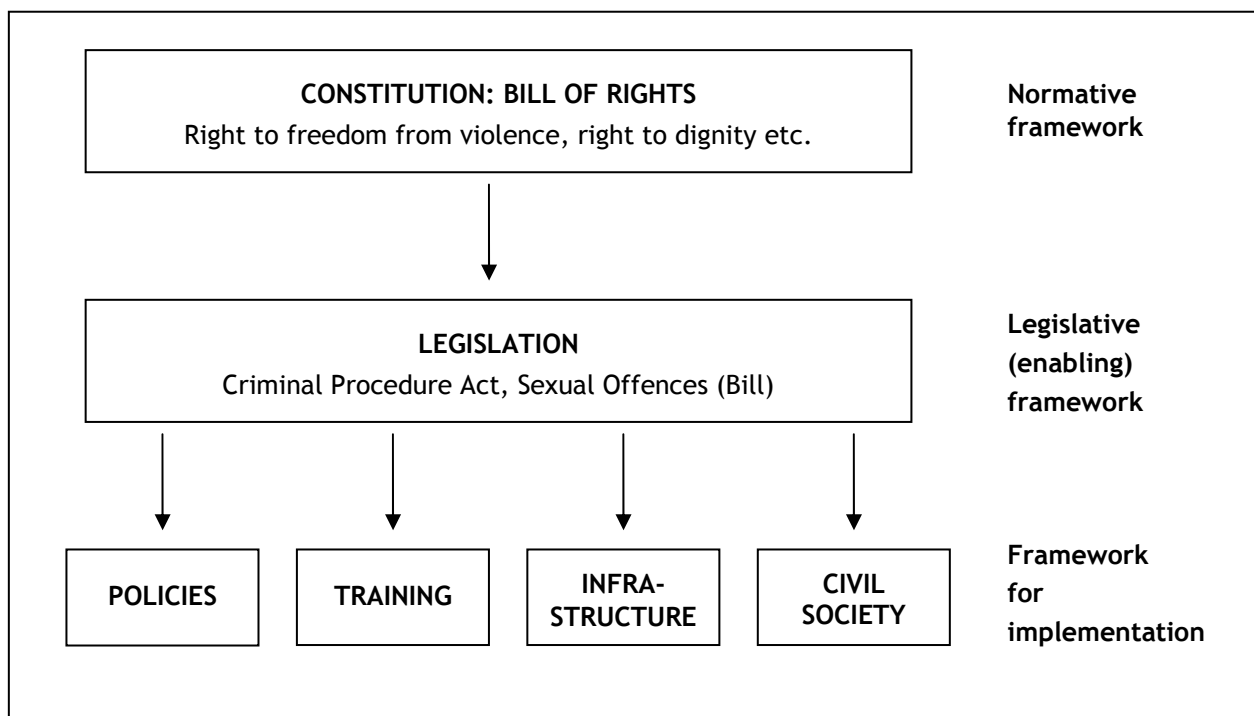 CONSTITUTION: BILL OF RIGHTS
Right to freedom from violence, right to dignity etc.
Normative
framework
LEGISLATION
Criminal Procedure Act, Sexual Offences (Bill)
Legislative
(enabling)
framework
POLICIES
TRAINING
INFRA-
STRUCTURE
CIVIL
SOCIETY
Framework
for
implementation